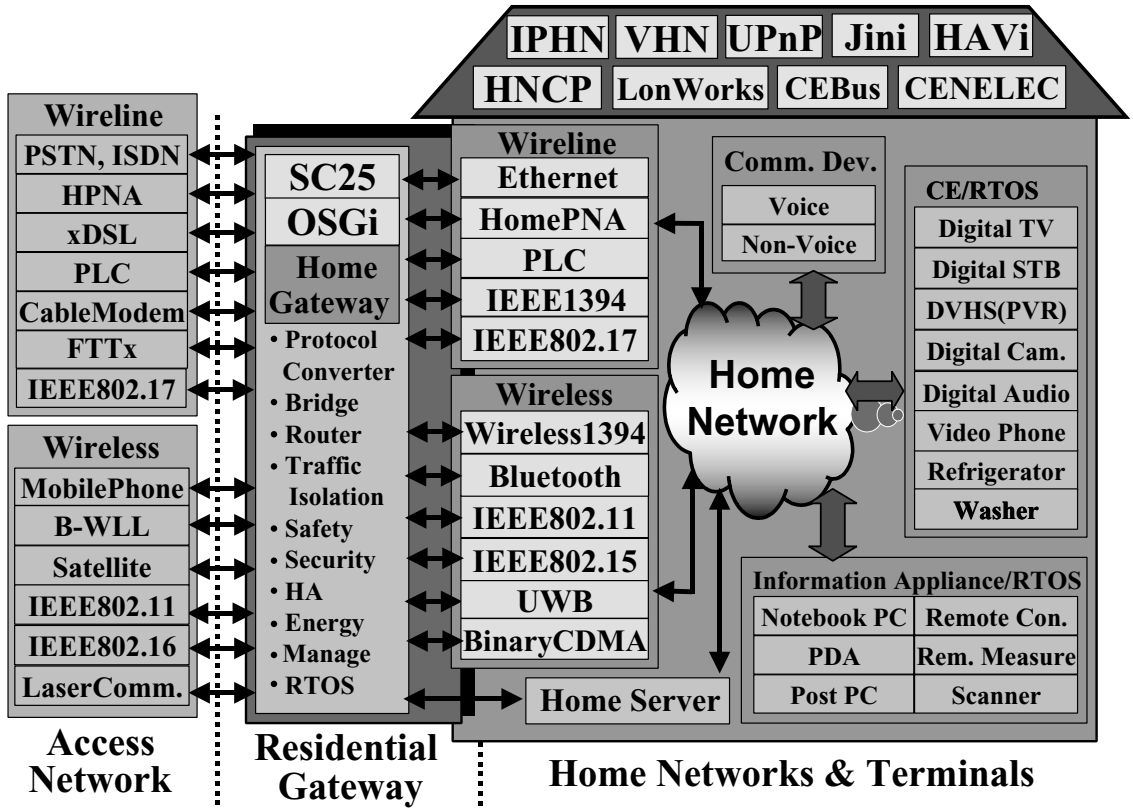 IPHN VHN UPnP Jini HAVi
HNCP LonWorks CEBus CENELEC
Wireline
PSTN, ISDN
HPNA
xDSL
PLC
CableModem
FTTx
IEEE802.17
Wireless
MobilePhone
B-WLL
Satellite
IEEE802.11
IEEE802.16
LaserComm.
Access
Network
SC25
OSGi
Home
Gateway
• Protocol
Converter
• Bridge
• Router
• Traffic
Isolation
• Safety
• Security
• HA
• Energy
• Manage
• RTOS
Residential
Gateway
Wireline
Ethernet
HomePNA
PLC
IEEE1394
IEEE802.17
Wireless
Wireless1394
Bluetooth
IEEE802.11
IEEE802.15
UWB
BinaryCDMA
Home Server
Comm. Dev.
Voice
Non-Voice
Home
Network
CE/RTOS
Digital TV
Digital STB
DVHS(PVR)
Digital Cam.
Digital Audio
Video Phone
Refrigerator
Washer
Information Appliance/RTOS
Notebook PC Remote Con.
PDA Rem. Measure
Post PC Scanner
Home Networks & Terminals